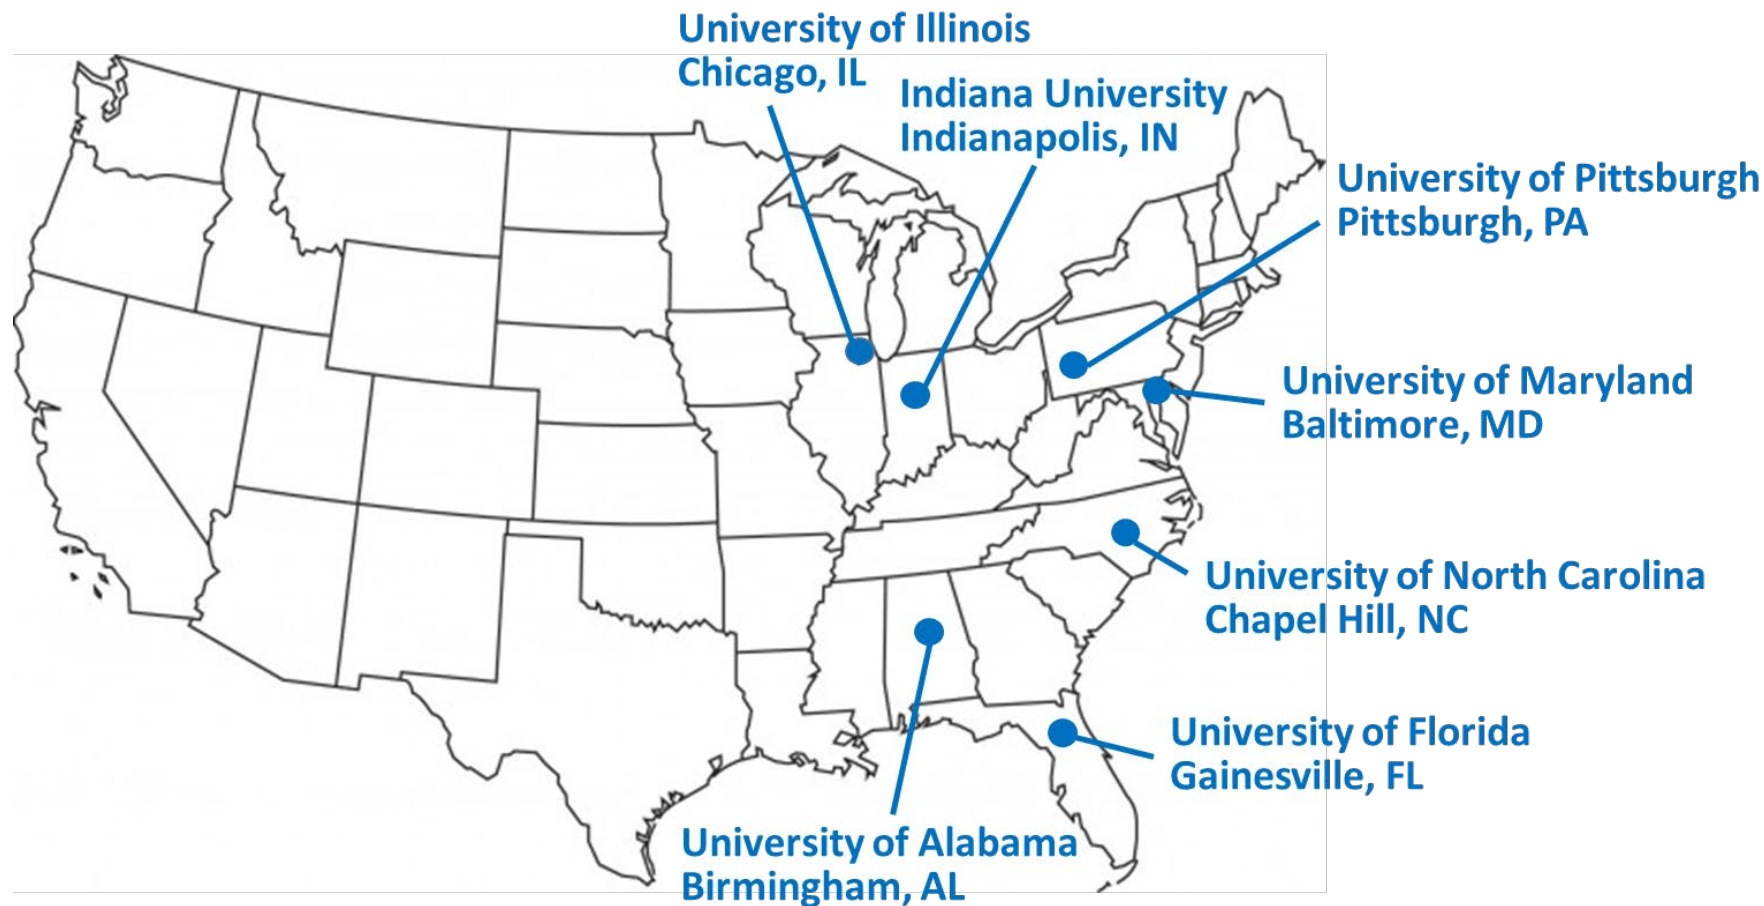 University of Illinois
Chicago, IL
Indiana University
Indianapolis, IN
University of Pittsburgh
Pittsburgh, PA
University of Maryland
Baltimore, MD
University of North Carolina
Chapel Hill, NC
University of Florida
Gainesville, FL
University of Alabama
Birmingham, AL